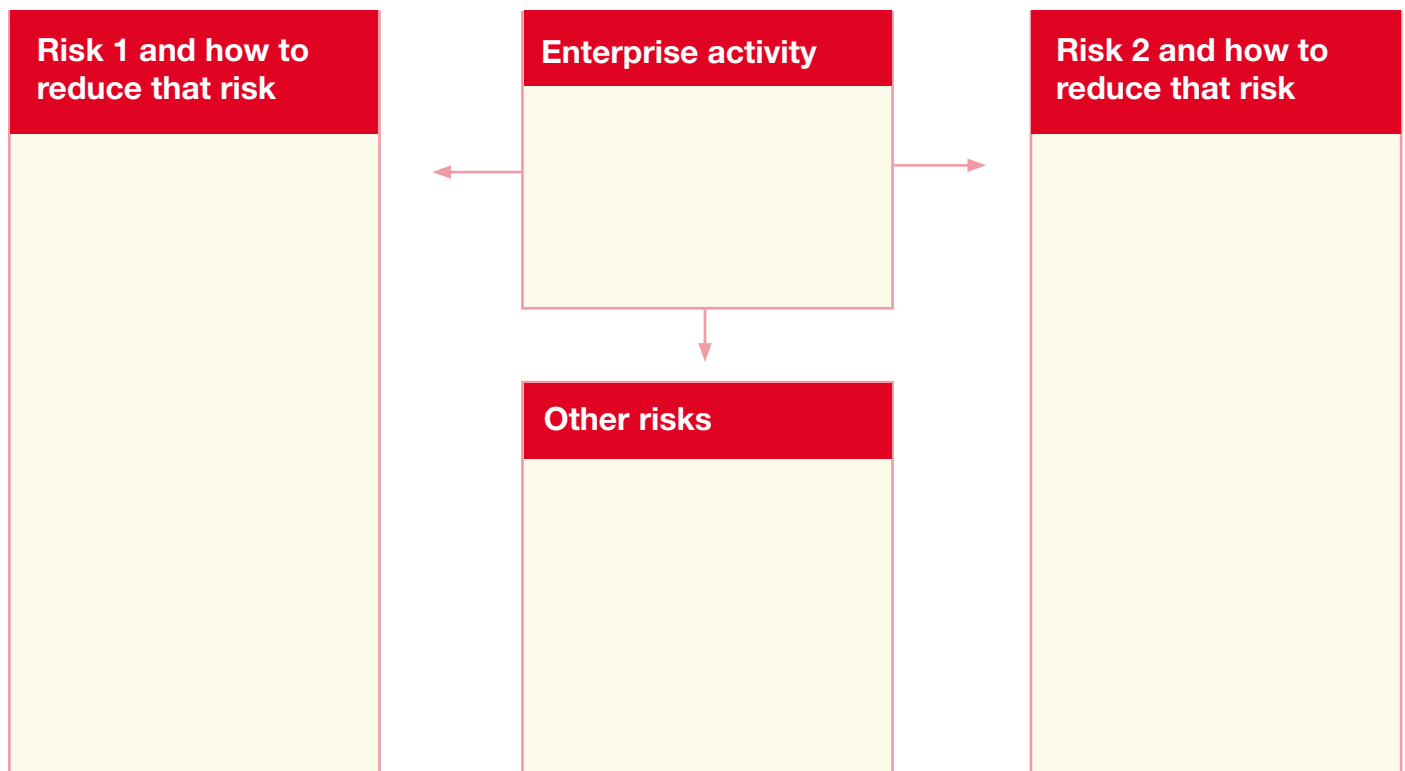 Risk 1 and how to
reduce that risk
Enterprise activity
Risk 2 and how to
reduce that risk
Other risks